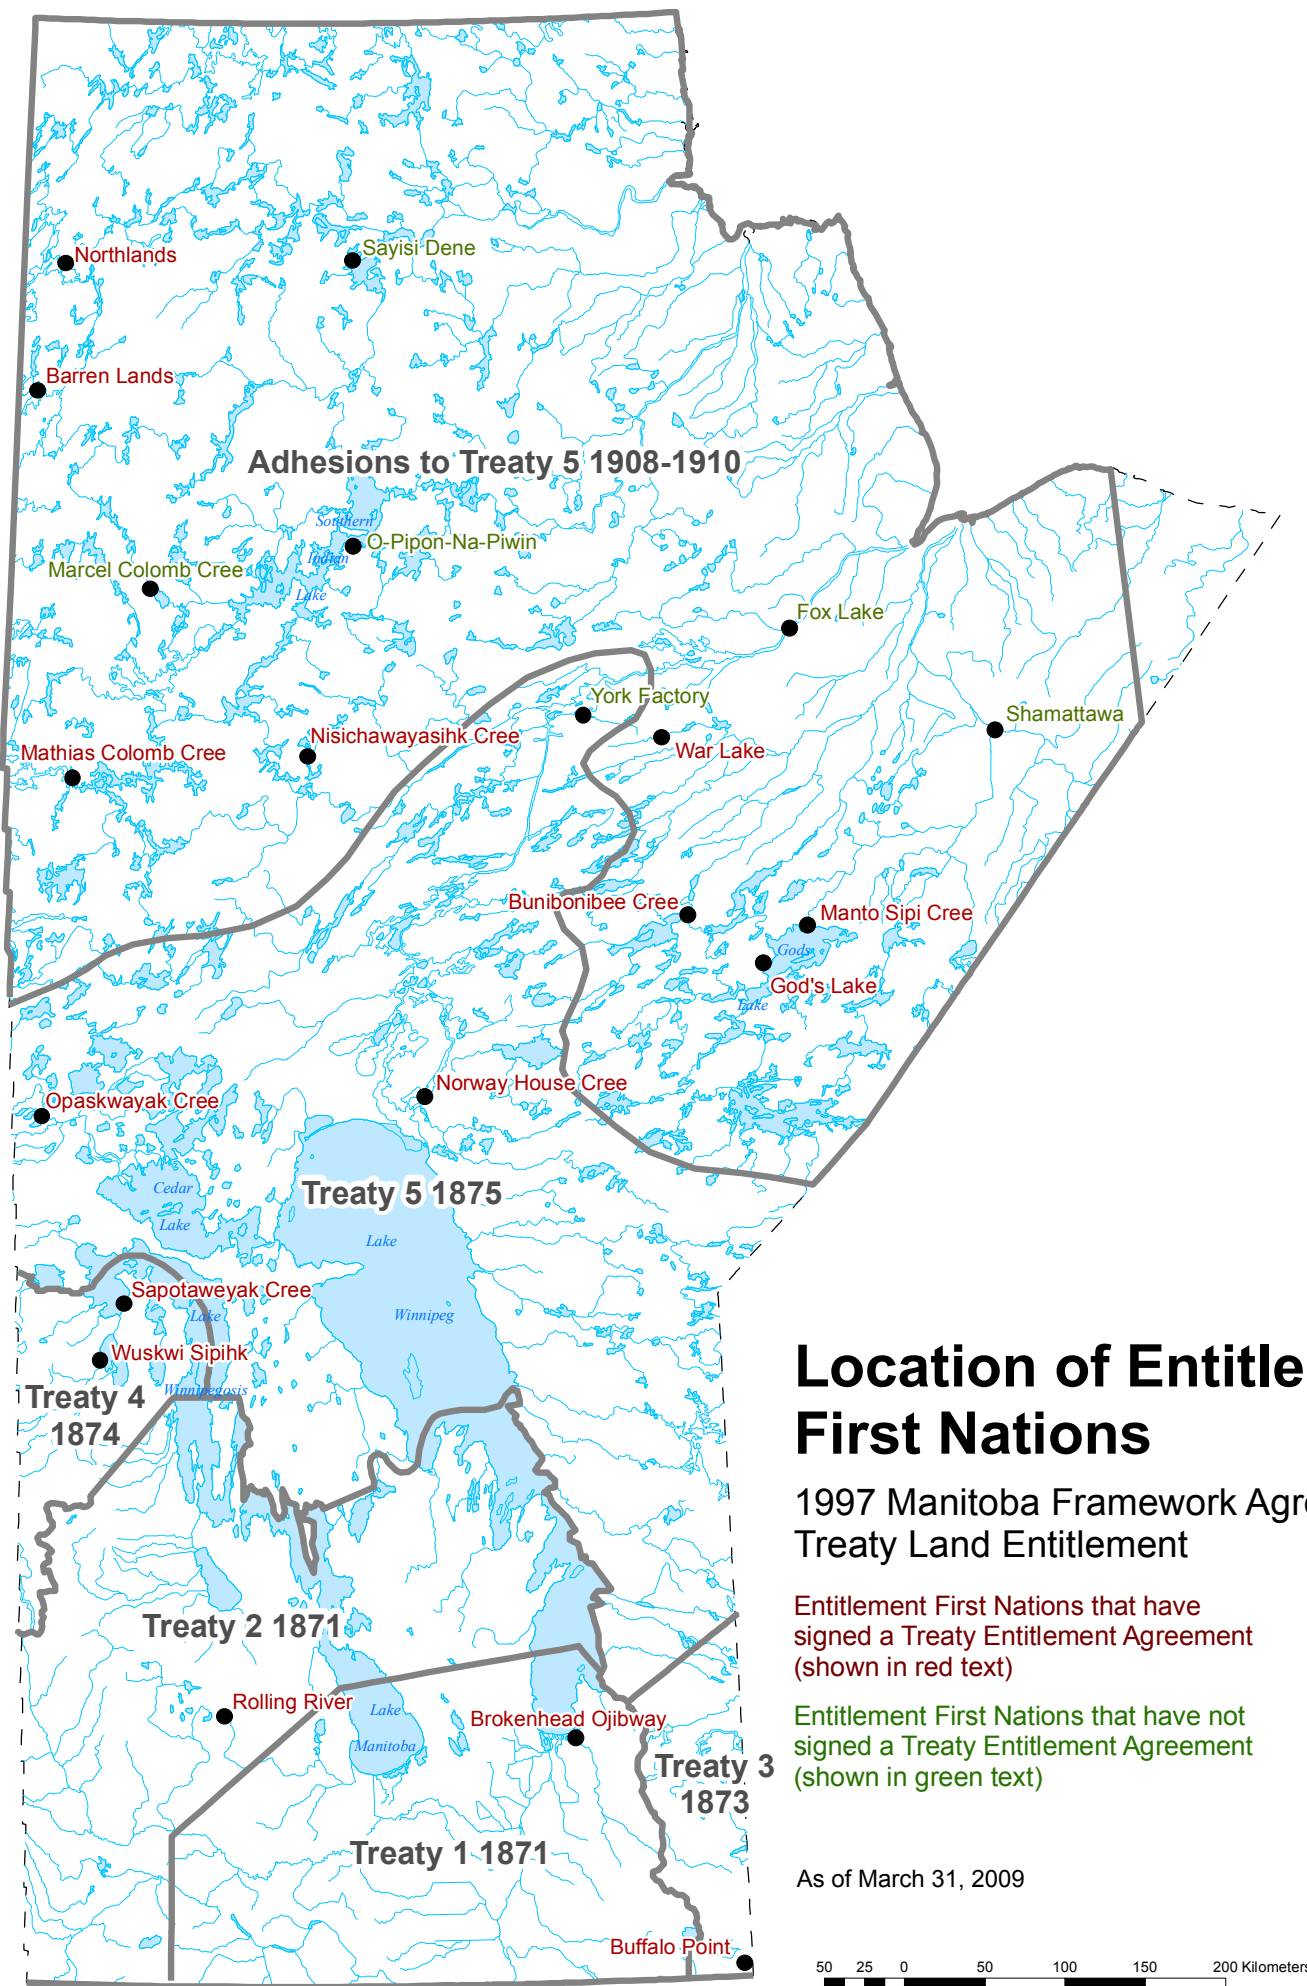 Northlands
Sayisi Dene
Barren Lands
Adhesions to Treaty 5 1908-1910
Southern
Indian
Lake
O-Pipon-Na-Piwin
Marcel Colomb Cree
Fox Lake
York Factory
Shamattawa
Nisichawayasihk Cree
War Lake
Mathias Colomb Cree
Bunibonibee Cree
Manto Sipi Cree
Gods
Lake
God's Lake
Norway House Cree
Opaskwayak Cree
Cedar
Lake
Treaty 5 1875
Lake
Winnipeg
Sapotaweyak Cree
Lake
Winnipegosis
Wuskwi Sipihk
Treaty 4
1874
Treaty 2 1871
Rolling River
Lake
Manitoba
Brokenhead Ojibway
Treaty 3
1873
Treaty 1 1871
Buffalo Point
Location of Entitle
First Nations
1997 Manitoba Framework Agre
Treaty Land Entitlement
Entitlement First Nations that have
signed a Treaty Entitlement Agreement
(shown in red text)
Entitlement First Nations that have not
signed a Treaty Entitlement Agreement
(shown in green text)
As of March 31, 2009
50 25 0 50 100 150 200 Kilometers